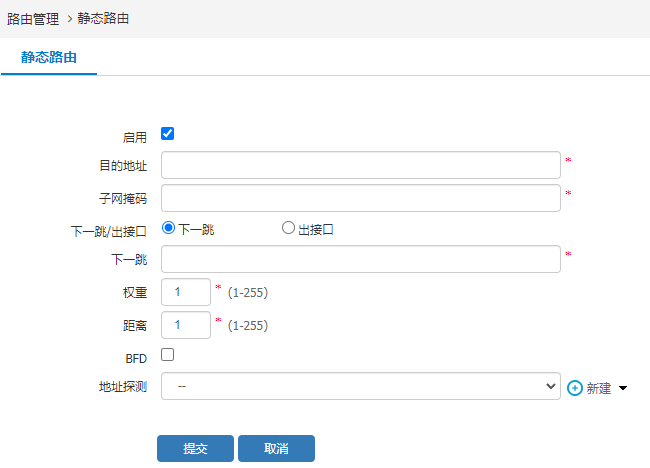 路由管理 > 静态路由
静态路由
启用
目的地址 *
子网掩码 *
下一跳/出接口 下一跳 出接口
下一跳 *
权重 1 * (1-255)
距离 1 * (1-255)
BFD
地址探测 -- 新建
提交 取消